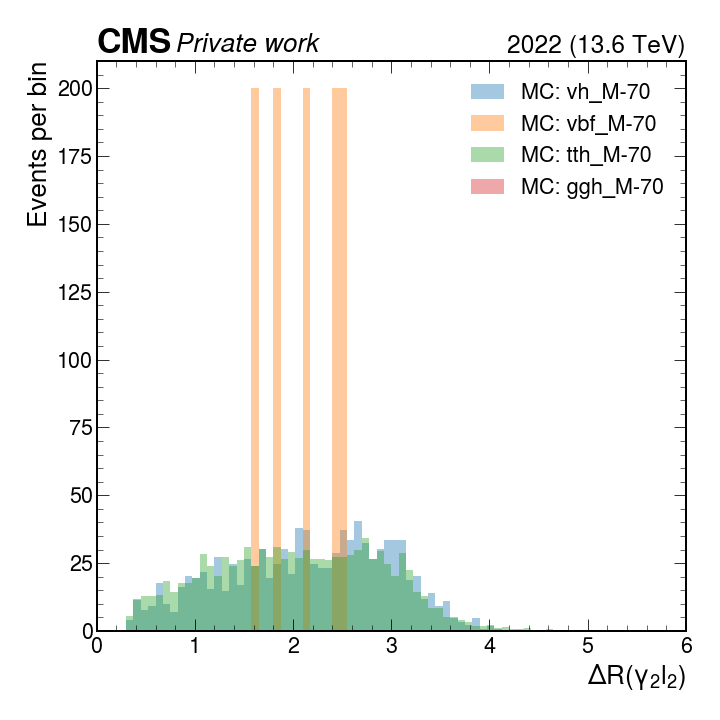 CMS Private work
2022 (13.6 TeV)
Events per bin
200
175
150
125
100
75
50
25
0
MC: vh_M-70
MC: vbf_M-70
MC: tth_M-70
MC: ggh_M-70
0 1 2 3 4 5 6
ΔR(γ₂l₂)